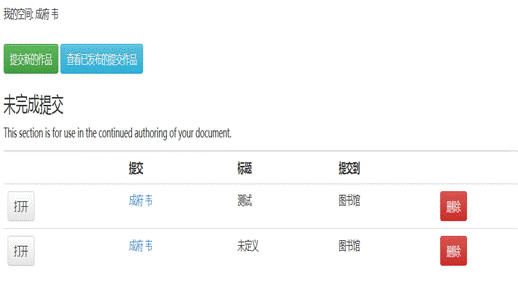 我的空间: 成府 韦
提交新的作品 查看已发布的提交作品
未完成提交
This section is for use in the continued authoring of your document.
提交 标题 提交到
打开 成府 韦 测试 图书馆 删除
打开 成府 韦 未定义 图书馆 删除